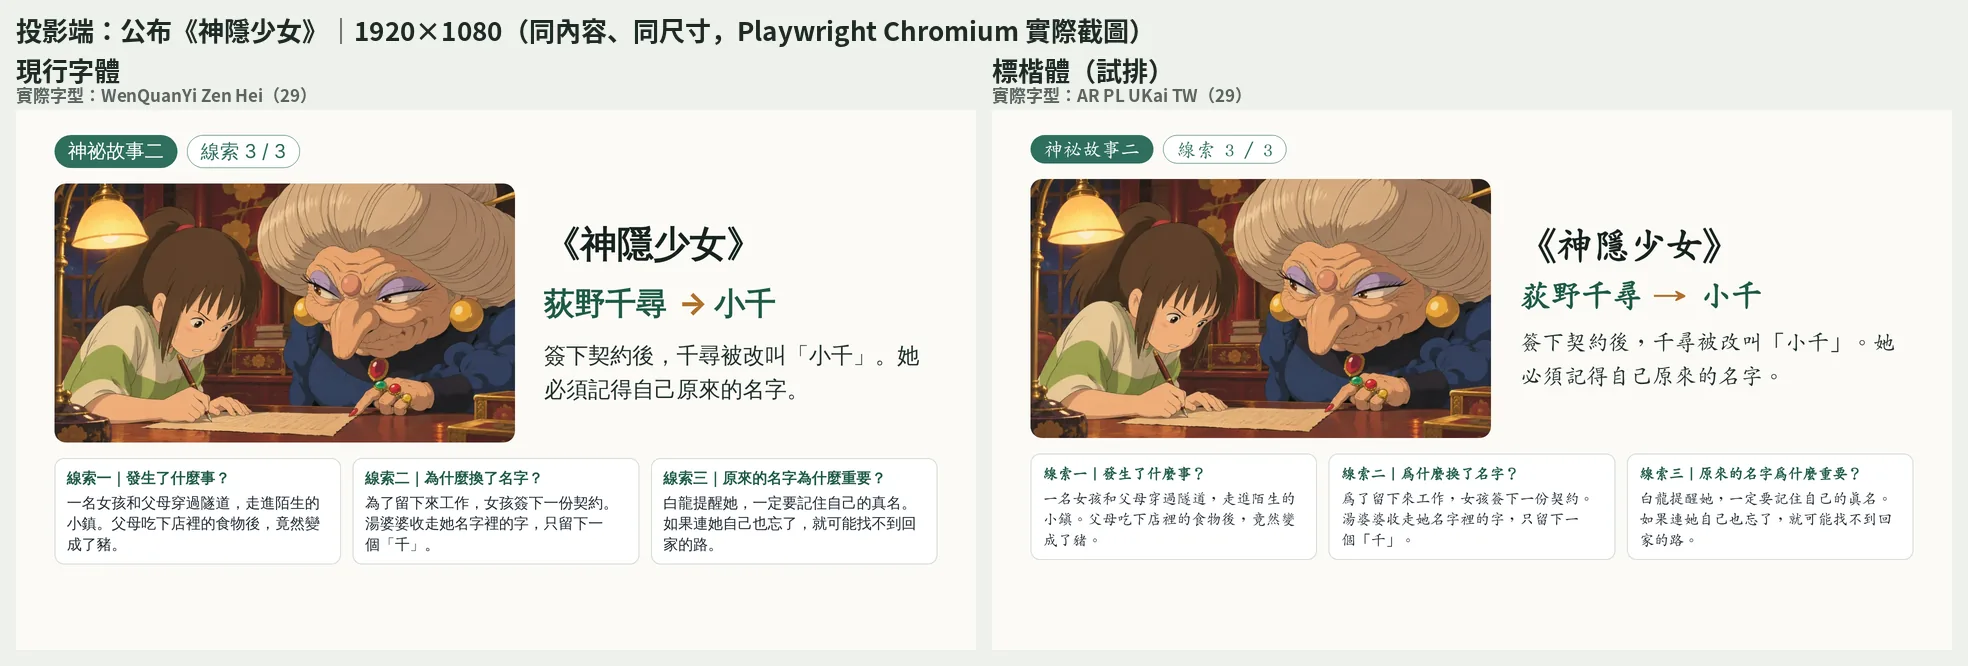 投影端：公布《神隱少女》｜1920×1080（同內容、同尺寸，Playwright Chromium 實際截圖）
現行字體
實際字型：WenQuanYi Zen Hei（29）
神祕故事二
線索 3 / 3
《神隱少女》
荻野千尋 → 小千
簽下契約後，千尋被改叫「小千」。她
必須記得自己原來的名字。
線索一｜發生了什麼事？
一名女孩和父母穿過隧道，走進陌生的
小鎮。父母吃下店裡的食物後，竟然變
成了豬。
線索二｜為什麼換了名字？
為了留下來工作，女孩簽下一份契約。
湯婆婆收走她名字裡的字，只留下一
個「千」。
線索三｜原來的名字為什麼重要？
白龍提醒她，一定要記住自己的真名。
如果連她自己也忘了，就可能找不到回
家的路。
標楷體（試排）
實際字型：AR PL UKai TW（29）
神祕故事二
線索 3 / 3
《神隱少女》
荻野千尋 → 小千
簽下契約後，千尋被改叫「小千」。她
必須記得自己原來的名字。
線索一｜發生了什麼事？
一名女孩和父母穿過隧道，走進陌生的
小鎮。父母吃下店裡的食物後，竟然變
成了豬。
線索二｜為什麼換了名字？
為了留下來工作，女孩簽下一份契約。
湯婆婆收走她名字裡的字，只留下一
個「千」。
線索三｜原來的名字為什麼重要？
白龍提醒她，一定要記住自己的真名。
如果連她自己也忘了，就可能找不到回
家的路。